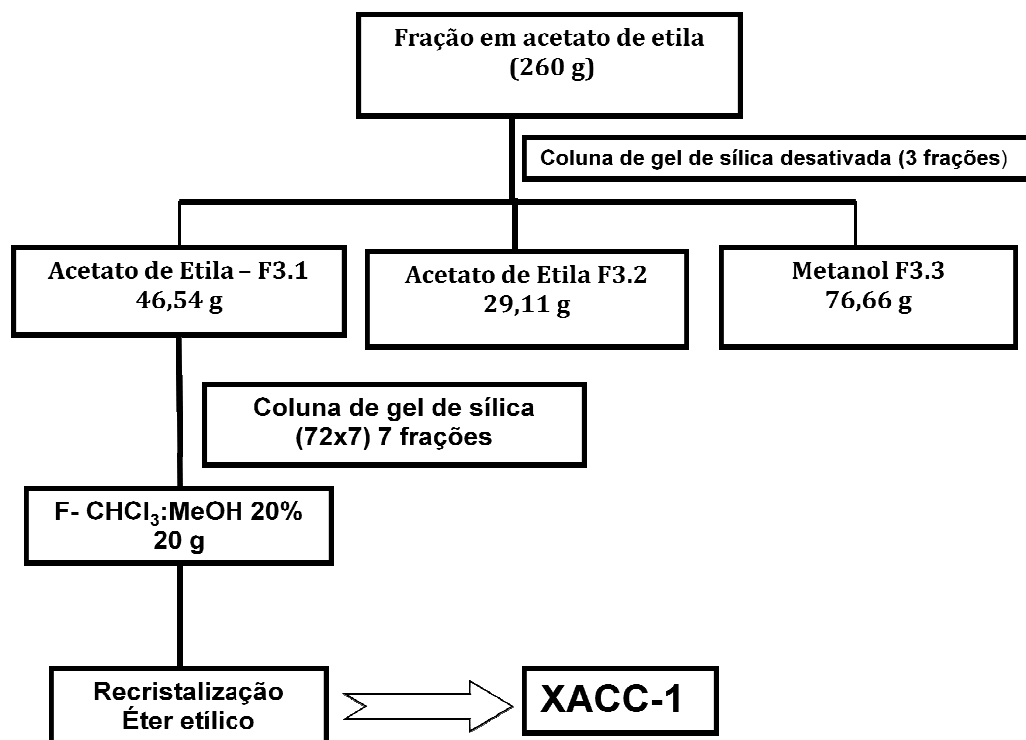 Fração em acetato de etila
(260 g)
Coluna de gel de sílica desativada (3 frações)
Acetato de Etila – F3.1
46,54 g
Acetato de Etila F3.2
29,11 g
Metanol F3.3
76,66 g
Coluna de gel de sílica
(72x7) 7 frações
F- CHCl₃:MeOH 20%
20 g
Recristalização
Éter etílico
XACC-1